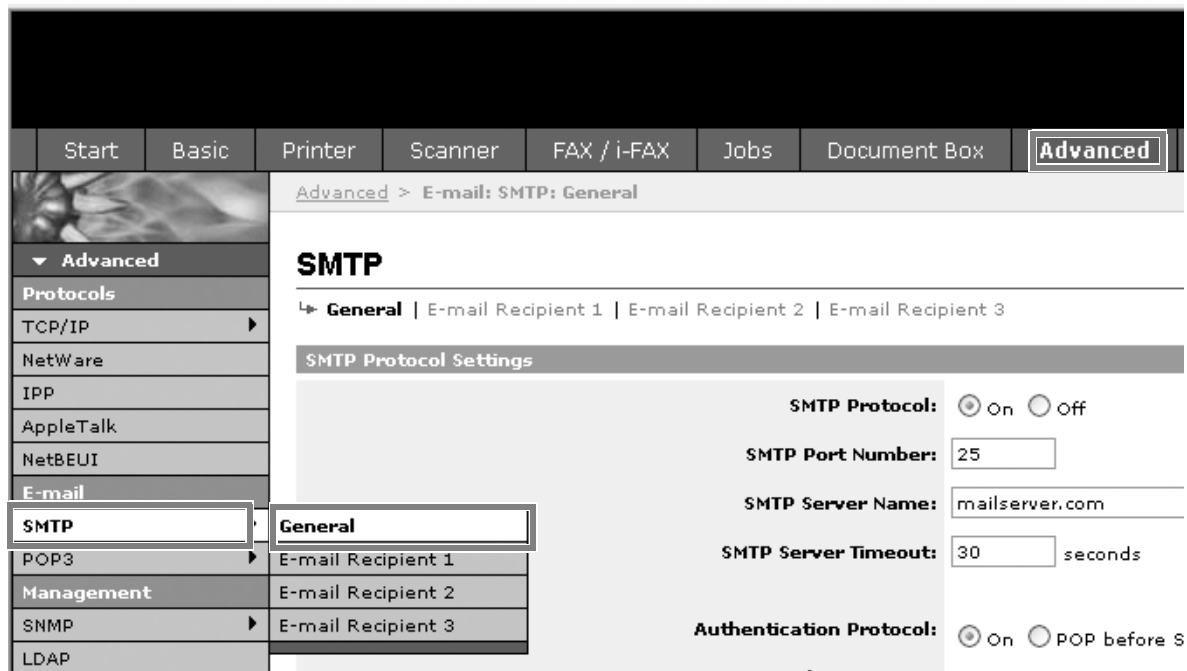 Start Basic Printer Scanner FAX / i-FAX Jobs Document Box Advanced
Advanced > E-mail: SMTP: General
Advanced
Protocols
TCP/IP
NetWare
IPP
AppleTalk
NetBEUI
E-mail
SMTP
POP3
Management
SNMP
LDAP
General
E-mail Recipient 1
E-mail Recipient 2
E-mail Recipient 3
SMTP
General | E-mail Recipient 1 | E-mail Recipient 2 | E-mail Recipient 3
SMTP Protocol Settings
SMTP Protocol: On Off
SMTP Port Number: 25
SMTP Server Name: mailserver.com
SMTP Server Timeout: 30 seconds
Authentication Protocol: On POP before S